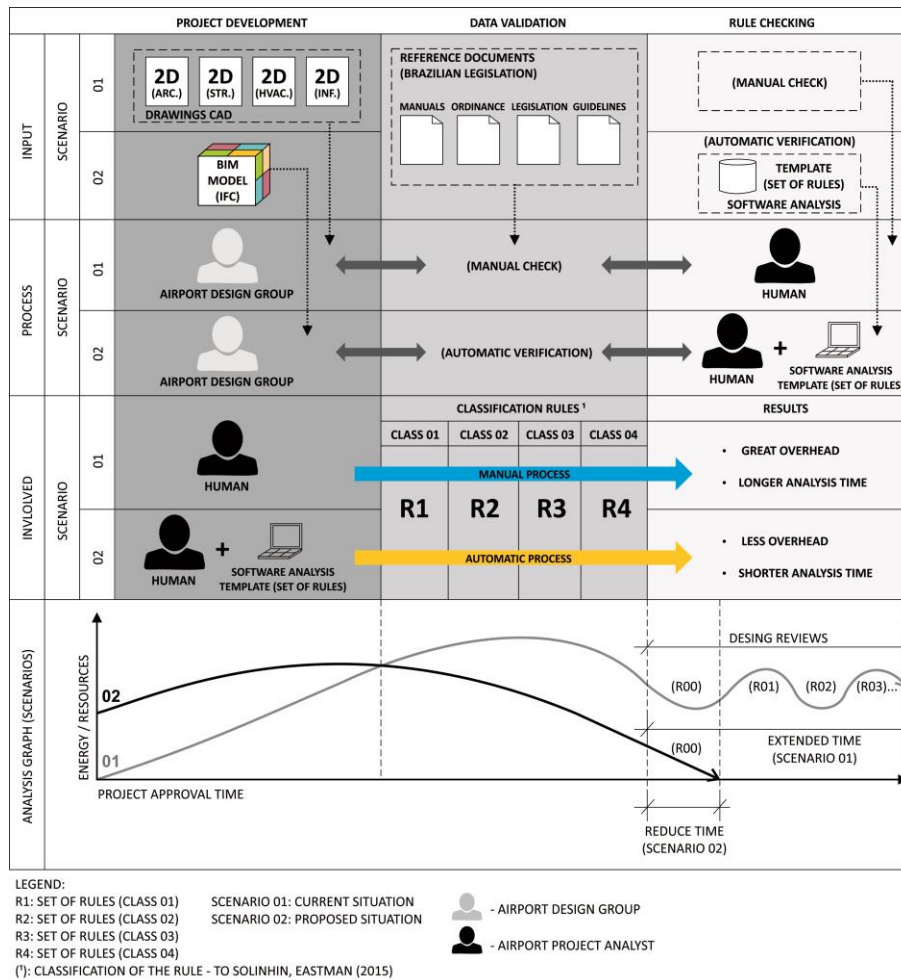 PROJECT DEVELOPMENT
DATA VALIDATION
RULE CHECKING
INPUT
SCENARIO
01
2D
(ARC.)
2D
(STR.)
2D
(HVAC.)
2D
(INF.)
DRAWINGS CAD
REFERENCE DOCUMENTS
(BRAZILIAN LEGISLATION)
MANUALS
ORDINANCE
LEGISLATION
GUIDELINES
(MANUAL CHECK)
02
BIM
MODEL
(IFC)
(AUTOMATIC VERIFICATION)
TEMPLATE
(SET OF RULES)
SOFTWARE ANALYSIS
PROCESS
SCENARIO
01
AIRPORT DESIGN GROUP
(MANUAL CHECK)
HUMAN
02
AIRPORT DESIGN GROUP
(AUTOMATIC VERIFICATION)
HUMAN
+
SOFTWARE ANALYSIS
TEMPLATE (SET OF RULES
INVLOLVED
SCENARIO
01
HUMAN
CLASSIFICATION RULES ¹
CLASS 01
CLASS 02
CLASS 03
CLASS 04
MANUAL PROCESS
R1
R2
R3
R4
RESULTS
• GREAT OVERHEAD
• LONGER ANALYSIS TIME
02
HUMAN
+
SOFTWARE ANALYSIS
TEMPLATE (SET OF RULES)
AUTOMATIC PROCESS
• LESS OVERHEAD
• SHORTER ANALYSIS TIME
ANALYSIS GRAPH (SCENARIOS)
ENERGY / RESOURCES
02
01
PROJECT APPROVAL TIME
DESING REVIEWS
(R00)
(R01)
(R02)
(R03)...
(R00)
EXTENDED TIME
(SCENARIO 01)
REDUCE TIME
(SCENARIO 02)
LEGEND:
R1: SET OF RULES (CLASS 01)
R2: SET OF RULES (CLASS 02)
R3: SET OF RULES (CLASS 03)
R4: SET OF RULES (CLASS 04)
(¹): CLASSIFICATION OF THE RULE - TO SOLINHIN, EASTMAN (2015)
SCENARIO 01: CURRENT SITUATION
SCENARIO 02: PROPOSED SITUATION
- AIRPORT DESIGN GROUP
- AIRPORT PROJECT ANALYST